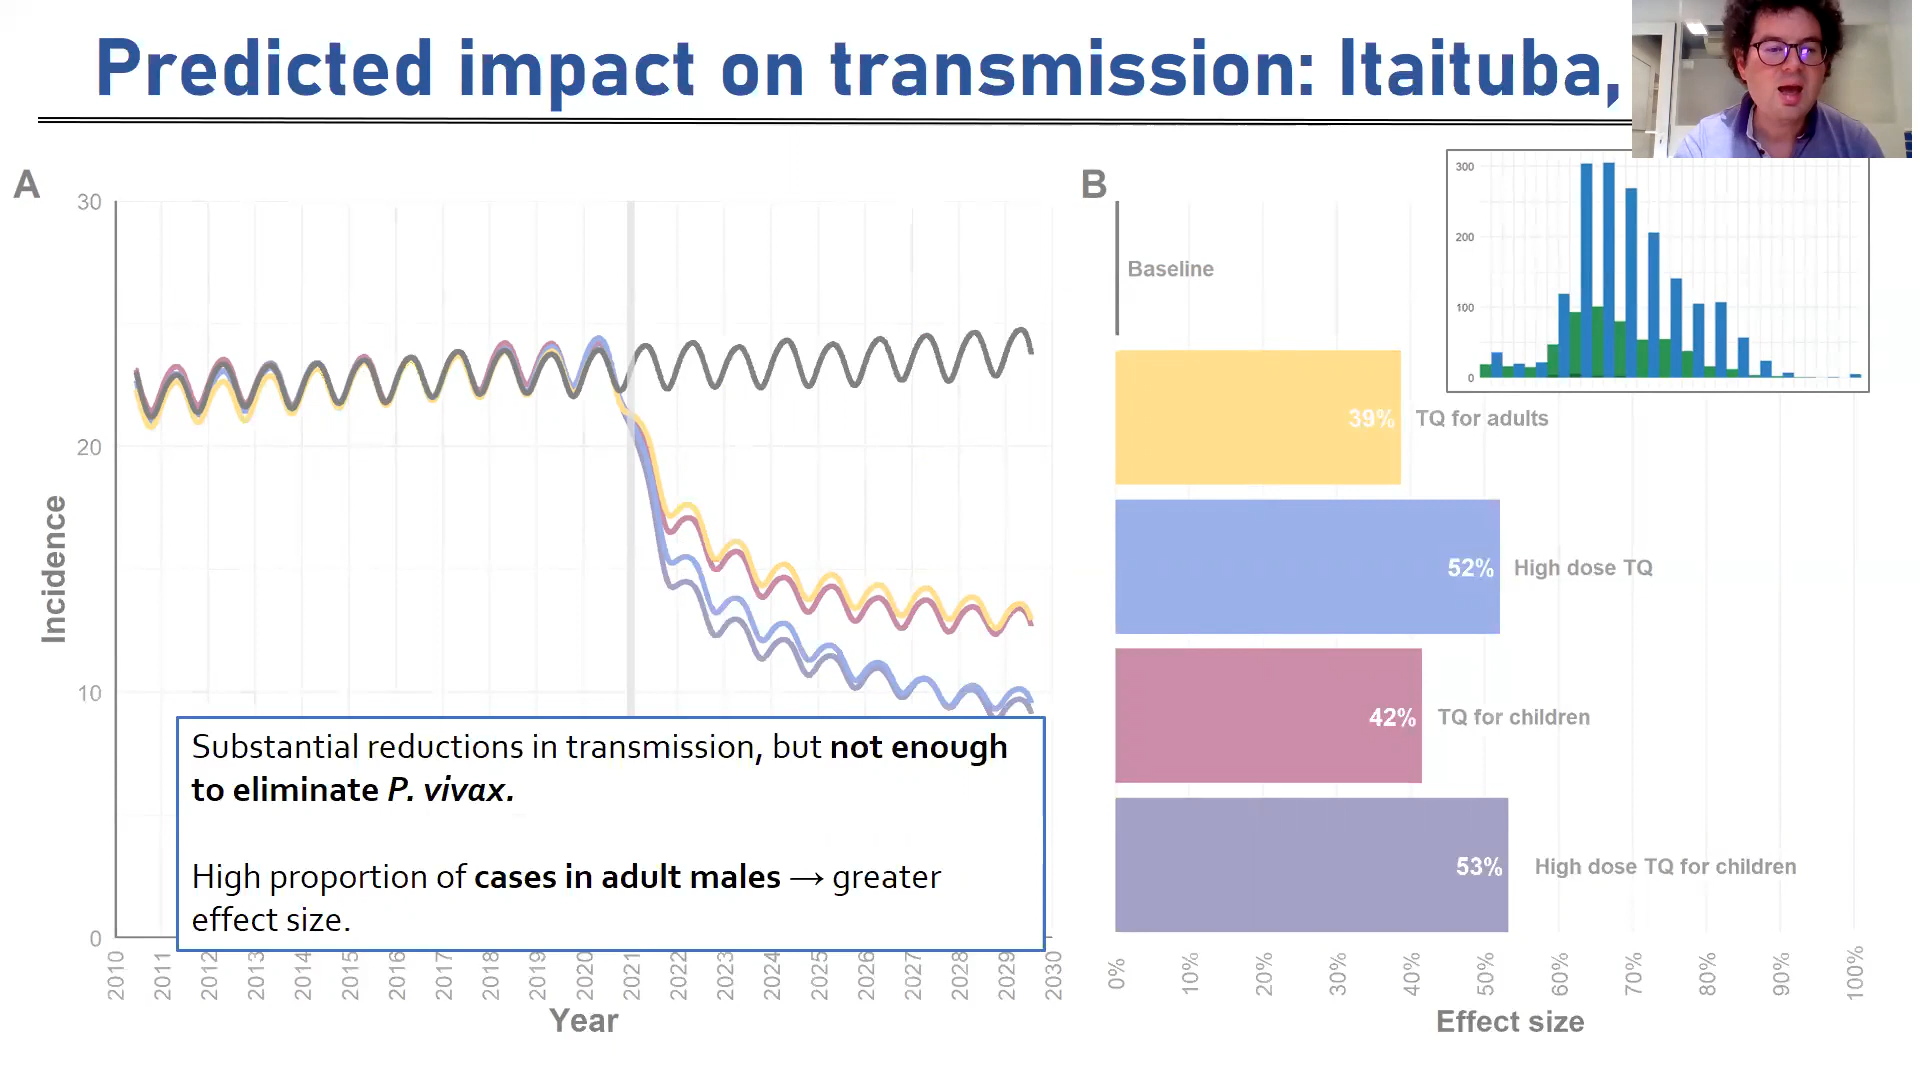 Predicted impact on transmission: Itaituba,
A
30
20
10
0
Incidence
2010
2011
2012
2013
2014
2015
2016
2017
2018
2019
2020
2021
2022
2023
2024
2025
2026
2027
2028
2029
2030
Year
Substantial reductions in transmission, but not enough
to eliminate P. vivax.
High proportion of cases in adult males → greater
effect size.
B
300
200
100
0
Baseline
39% TQ for adults
52% High dose TQ
42% TQ for children
53% High dose TQ for children
0%
10%
20%
30%
40%
50%
60%
70%
80%
90%
100%
Effect size